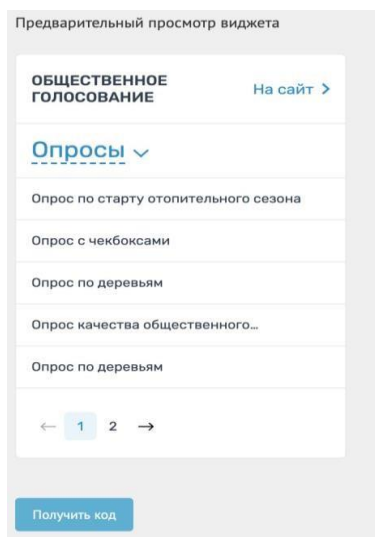 Предварительный просмотр виджета
ОБЩЕСТВЕННОЕ
ГОЛОСОВАНИЕ
На сайт >
Опросы
Опрос по старту отопительного сезона
Опрос с чекбоксами
Опрос по деревьям
Опрос качества общественного…
Опрос по деревьям
← 1 2 →
Получить код